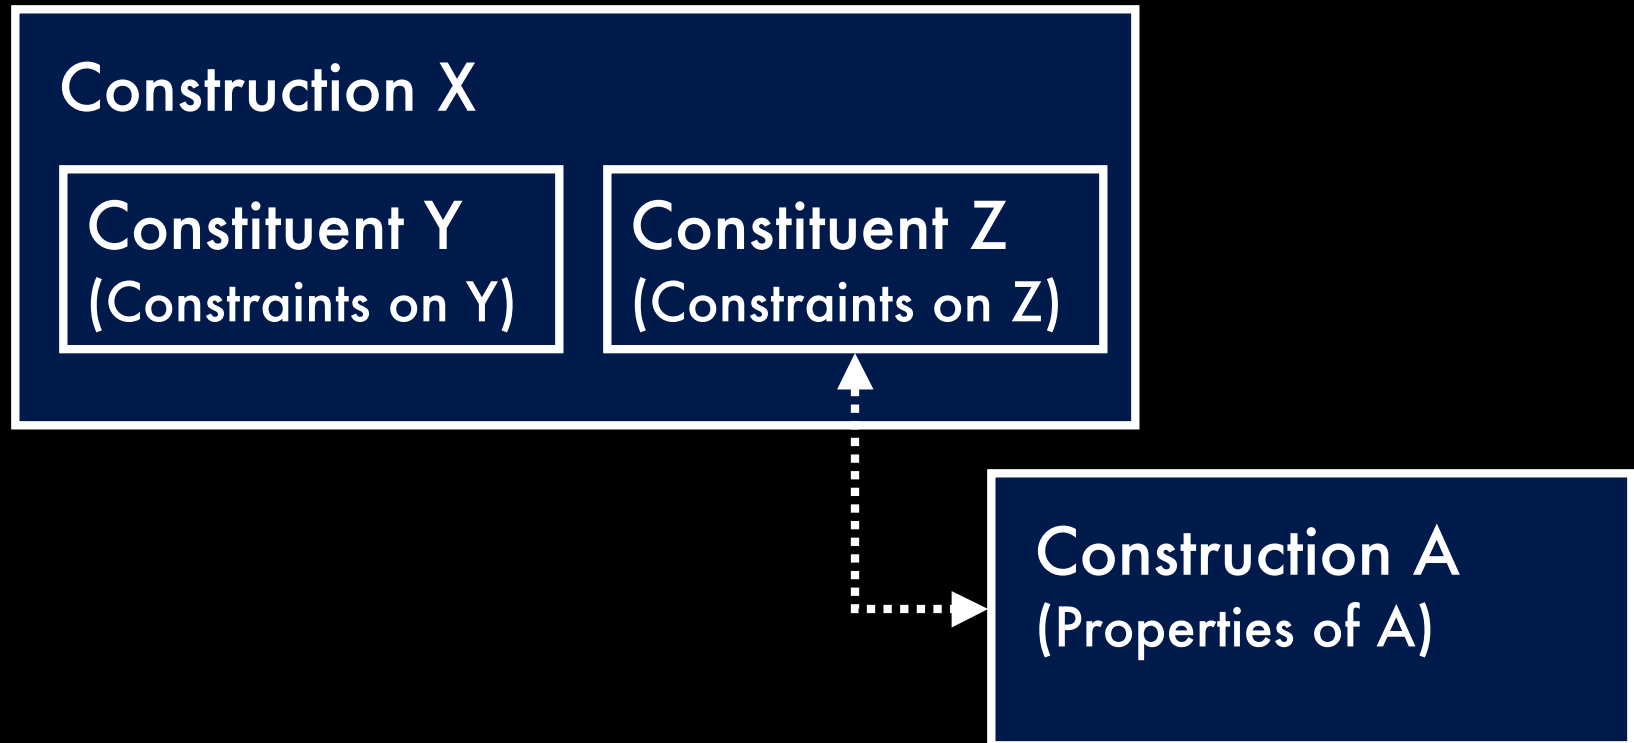 Construction X
Constituent Y
(Constraints on Y)
Constituent Z
(Constraints on Z)
Construction A
(Properties of A)